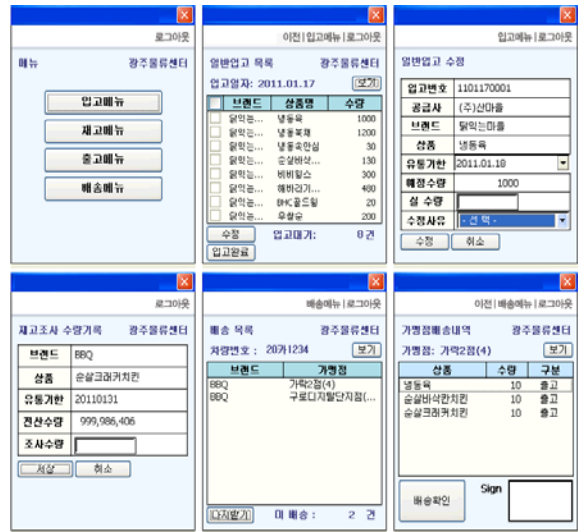 로그아웃
메뉴 광주물류센터
입고메뉴
재고메뉴
출고메뉴
배송메뉴
이전|입고메뉴|로그아웃
일반입고 목록 광주물류센터
입고일자: 2011.01.17 보기
브랜드 상품명 수량
닭익는... 냉동육 1000
닭익는... 냉동북채 1200
닭익는... 냉동속안심 30
닭익는... 순살바삭... 130
닭익는... 비비윙스 300
닭익는... 해바라기... 480
닭익는... BHC골드윙 20
닭익는... 우쌀순 200
수정 입고대기: 8 건
입고완료
입고메뉴|로그아웃
일반입고 수정
입고번호 1101170001
공급사 (주)산마을
브랜드 닭익는마을
상품 냉동육
유통기한 2011.01.18
예정수량 1000
실 수량
수정사유 - 선 택 -
수정 취소
로그아웃
재고조사 수량기록 광주물류센터
브랜드 BBQ
상품 순살크래커치킨
유통기한 20110131
전산수량 999,986,406
조사수량
저장 취소
배송메뉴|로그아웃
배송 목록 광주물류센터
차량번호 : 20가1234 보기
브랜드 가맹점
BBQ 가락2점(4)
BBQ 구로디지탈단지점(...
다지팔기 미 배송 : 2 건
이전|배송메뉴|로그아웃
가맹점배송내역 광주물류센터
가맹점: 가락2점(4) 보기
상품 수량 구분
냉동육 10 출고
순살바삭칸치킨 10 출고
순살크래커치킨 10 출고
배송확인 Sign